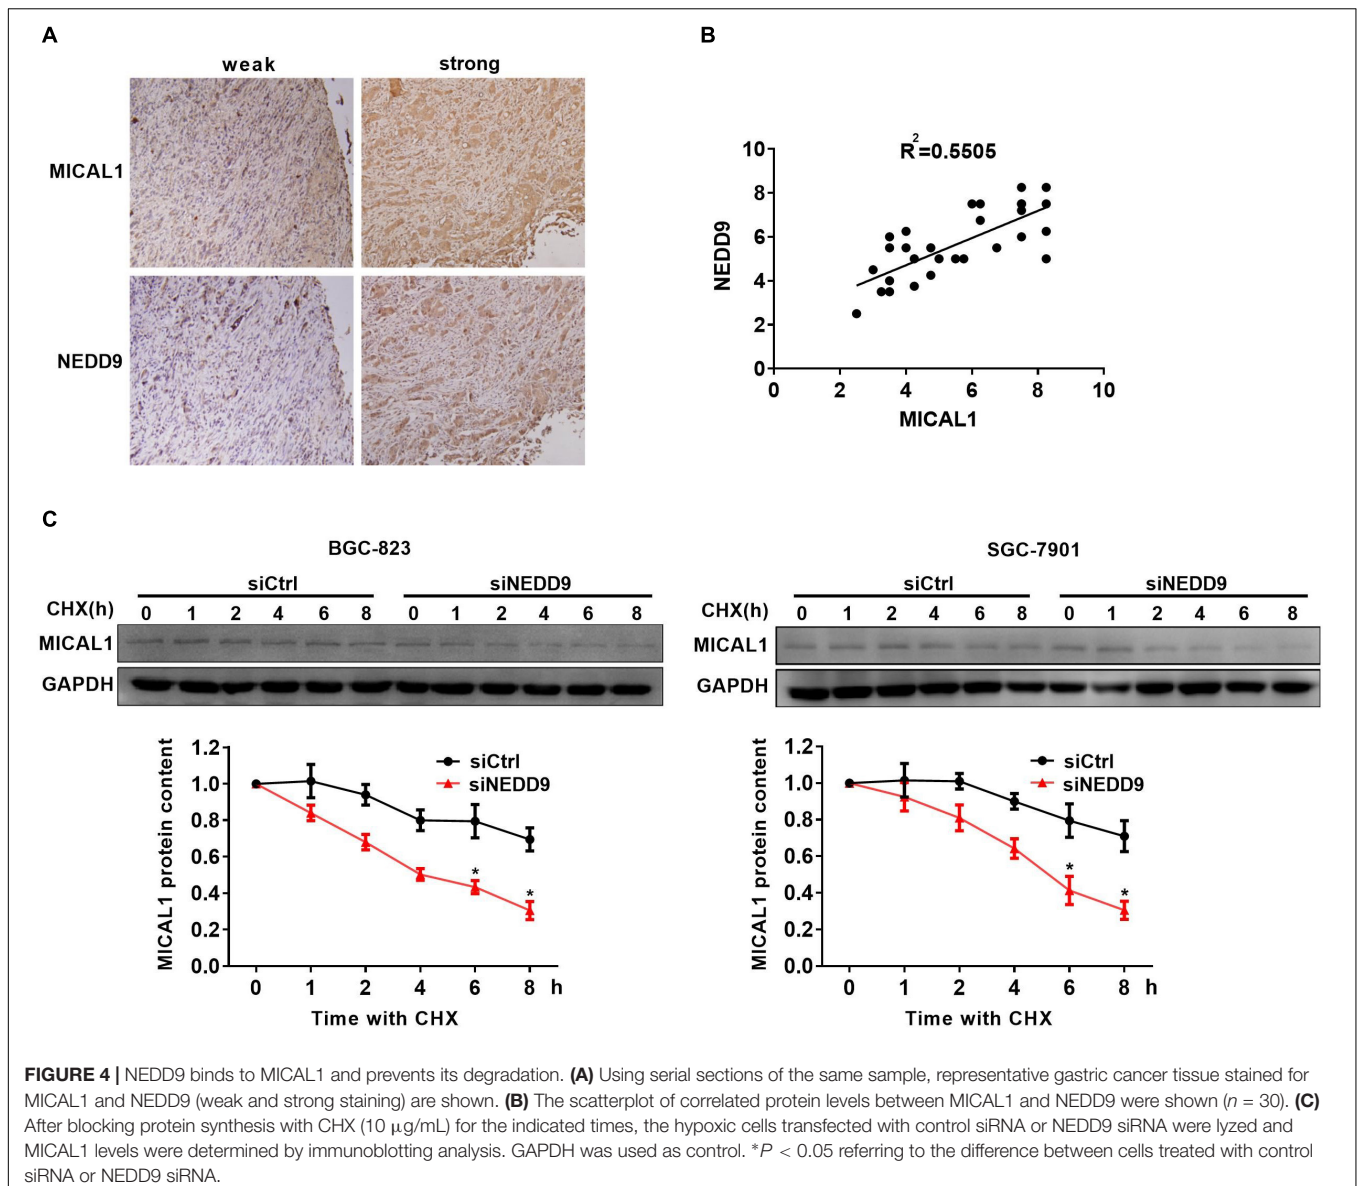 A
weak strong
MICAL1
NEDD9
B
R2=0.5505
10
8
6
4
2
0
NEDD9
0 2 4 6 8 10
MICAL1
C
BGC-823
siCtrl siNEDD9
CHX(h) 0 1 2 4 6 8 0 1 2 4 6 8
MICAL1
GAPDH
1.2
1.0
0.8
0.6
0.4
0.2
0.0
MICAL1 protein content
siCtrl
siNEDD9
* *
0 1 2 4 6 8 h
Time with CHX
SGC-7901
siCtrl siNEDD9
CHX(h) 0 1 2 4 6 8 0 1 2 4 6 8
MICAL1
GAPDH
1.2
1.0
0.8
0.6
0.4
0.2
0.0
MICAL1 protein content
siCtrl
siNEDD9
* *
0 1 2 4 6 8 h
Time with CHX
FIGURE 4 | NEDD9 binds to MICAL1 and prevents its degradation. (A) Using serial sections of the same sample, representative gastric cancer tissue stained for
MICAL1 and NEDD9 (weak and strong staining) are shown. (B) The scatterplot of correlated protein levels between MICAL1 and NEDD9 were shown (n = 30). (C)
After blocking protein synthesis with CHX (10 μg/mL) for the indicated times, the hypoxic cells transfected with control siRNA or NEDD9 siRNA were lyzed and
MICAL1 levels were determined by immunoblotting analysis. GAPDH was used as control. *P < 0.05 referring to the difference between cells treated with control
siRNA or NEDD9 siRNA.